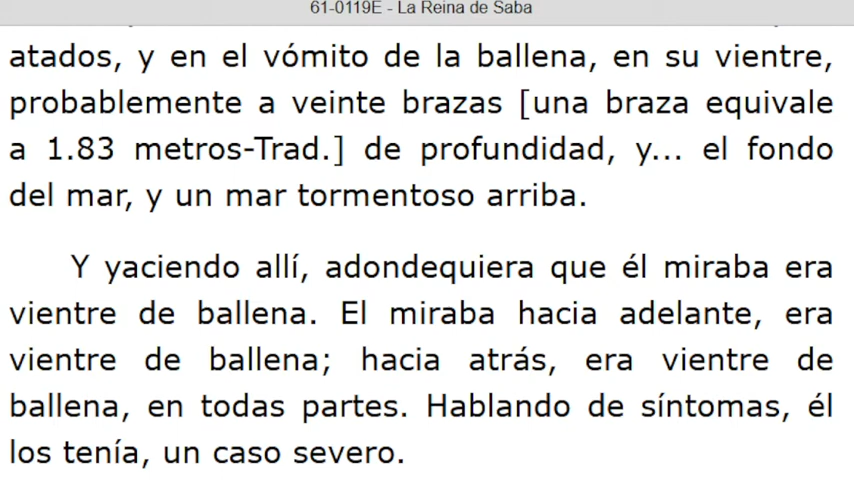 61-0119E - La Reina de Saba
atados, y en el vómito de la ballena, en su vientre,
probablemente a veinte brazas [una braza equivale
a 1.83 metros-Trad.] de profundidad, y... el fondo
del mar, y un mar tormentoso arriba.
Y yaciendo allí, adondequiera que él miraba era
vientre de ballena. El miraba hacia adelante, era
vientre de ballena; hacia atrás, era vientre de
ballena, en todas partes. Hablando de síntomas, él
los tenía, un caso severo.